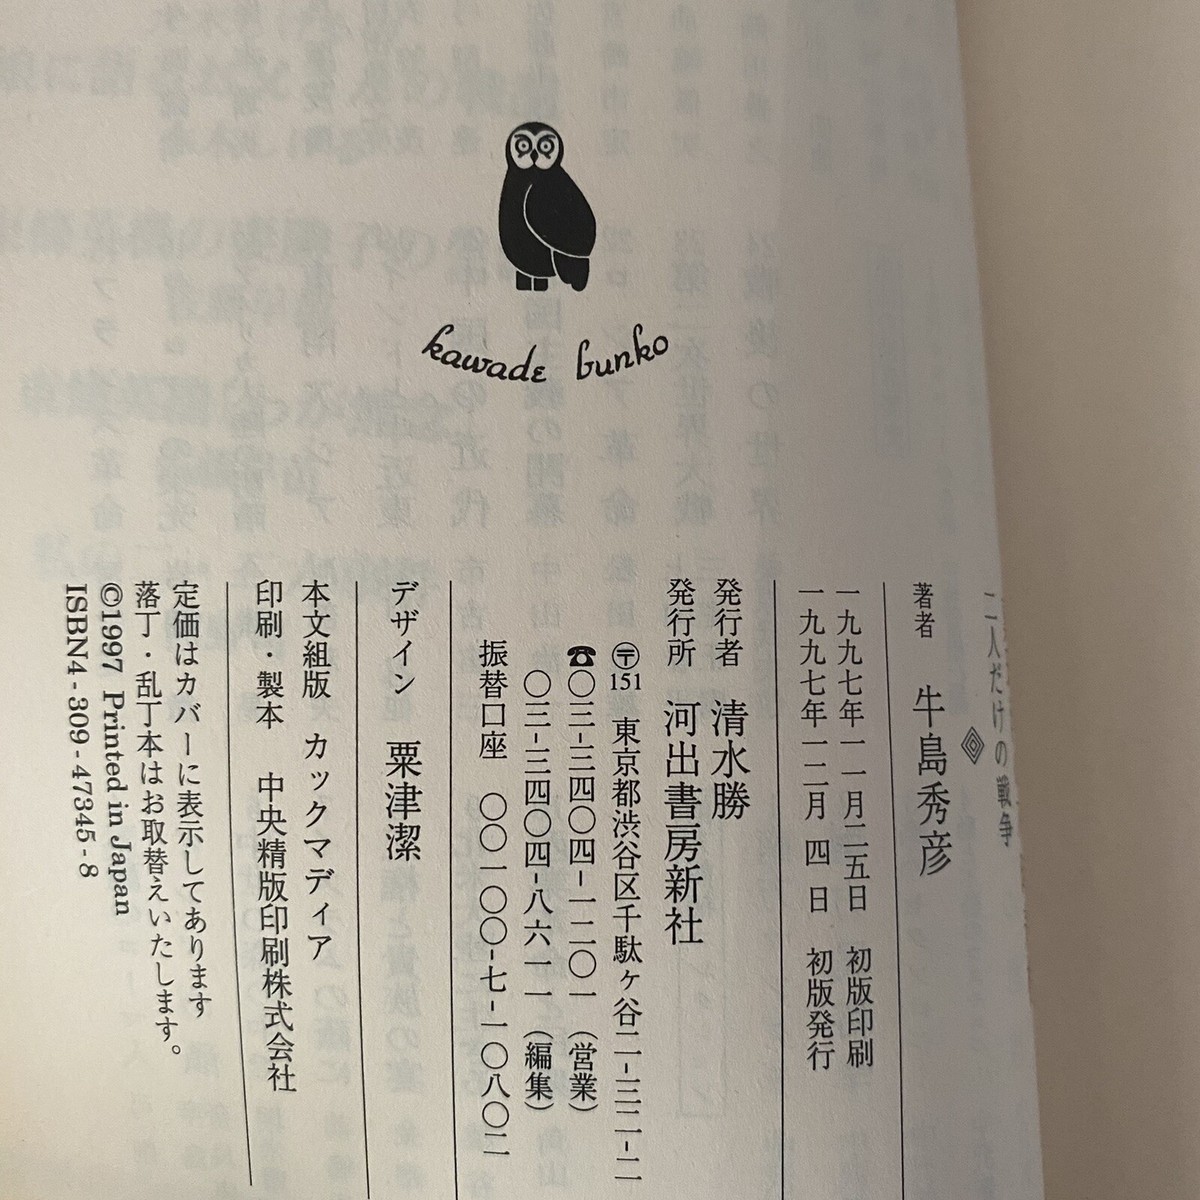 kawade bunko
二人だけの戦争
著者 牛島秀彦
一九九七年一一月二五日 初版印刷
一九九七年一二月 四 日 初版発行
発行者 清水勝
発行所 河出書房新社
〒151 東京都渋谷区千駄ヶ谷二-三二-二
☎〇三-三四〇四-一二〇一（営業）
〇三-三四〇四-八六一一（編集）
振替口座 〇〇一〇〇-七-一〇八〇二
デザイン 粟津潔
本文組版 カックマディア
印刷・製本 中央精版印刷株式会社
定価はカバーに表示してあります
落丁・乱丁本はお取替えいたします。
©1997 Printed in Japan
ISBN4-309-47345-8